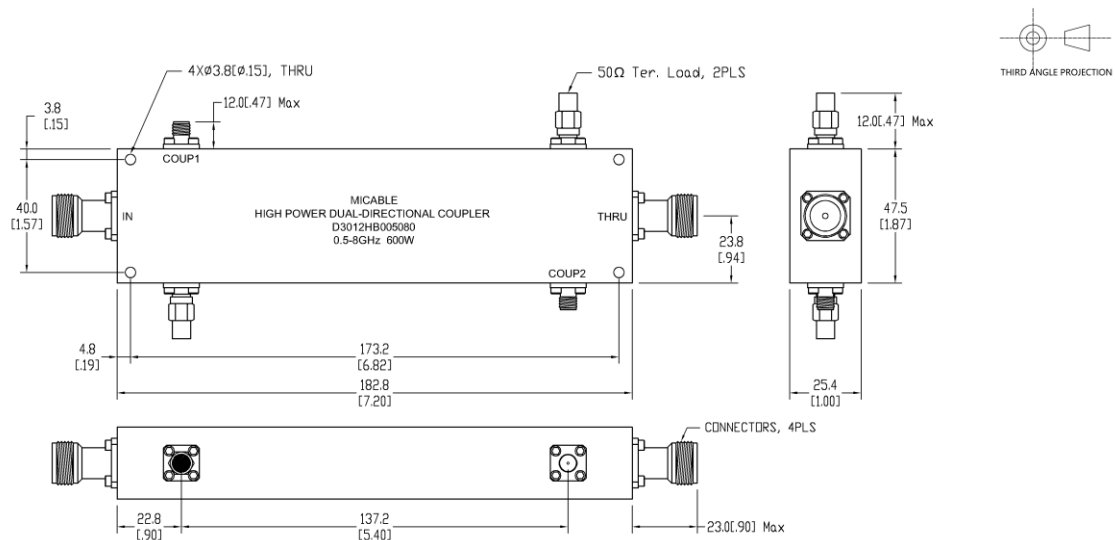 THIRD ANGLE PROJECTION
4XØ3.8[Ø.15], THRU
50Ω Ter. Load, 2PLS
12.0[.47] Max
12.0[.47] Max
3.8
[.15]
COUP1
40.0
[1.57]
IN
MICABLE
HIGH POWER DUAL-DIRECTIONAL COUPLER
D3012HB005080
0.5-8GHz 600W
THRU
23.8
[.94]
47.5
[1.87]
COUP2
4.8
[.19]
173.2
[6.82]
182.8
[7.20]
25.4
[1.00]
CONNECTORS, 4PLS
22.8
[.90]
137.2
[5.40]
23.0[.90] Max